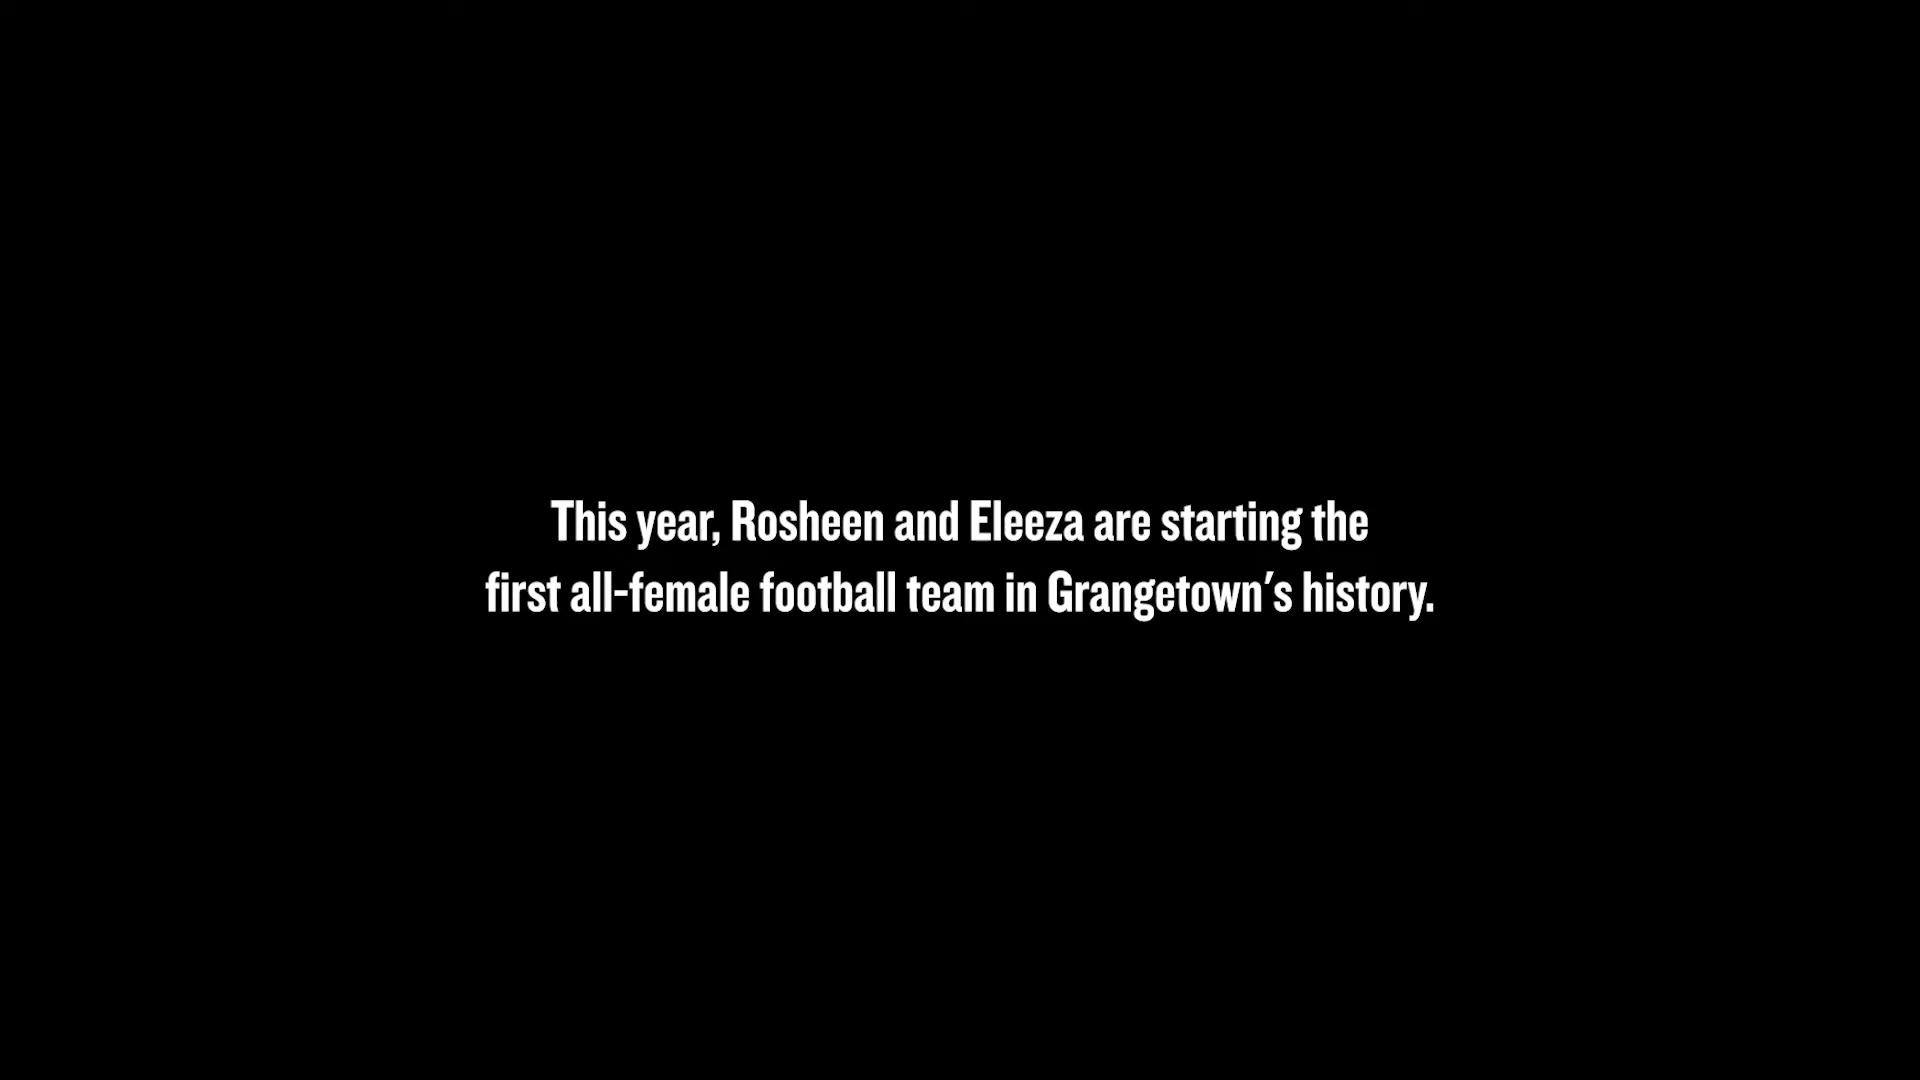 This year, Rosheen and Eleeza are starting the
first all-female football team in Grangetown's history.